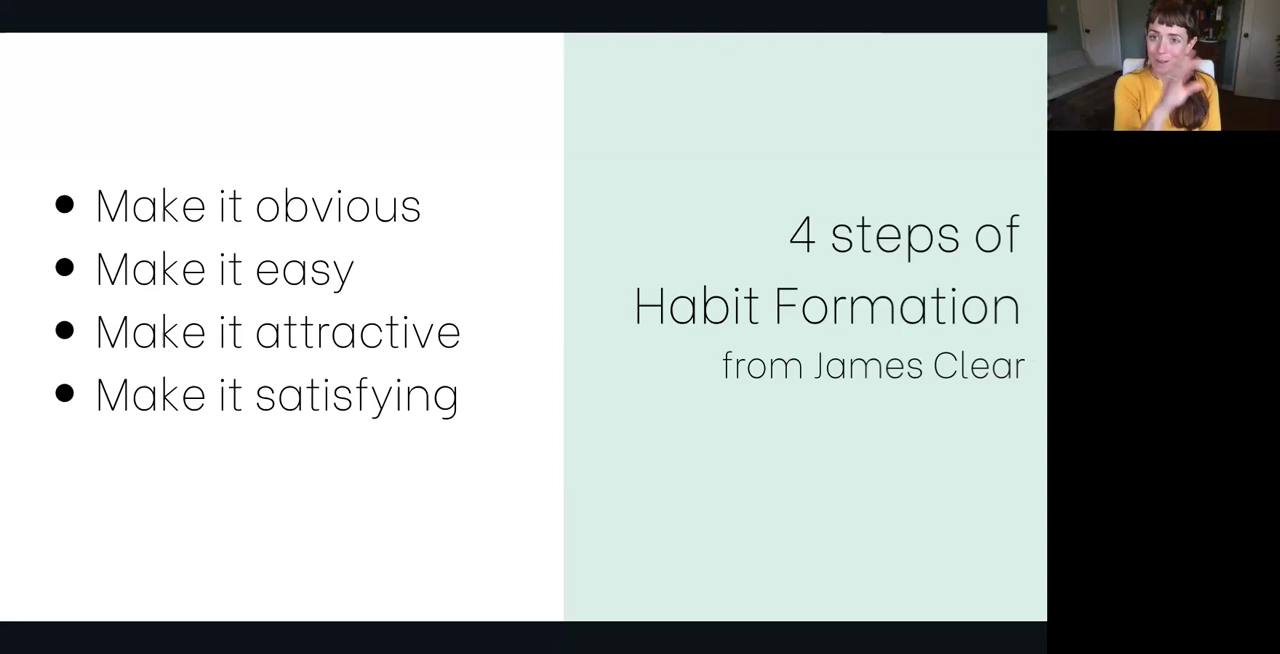 Make it obvious
Make it easy
Make it attractive
Make it satisfying
4 steps of
Habit Formation
from James Clear